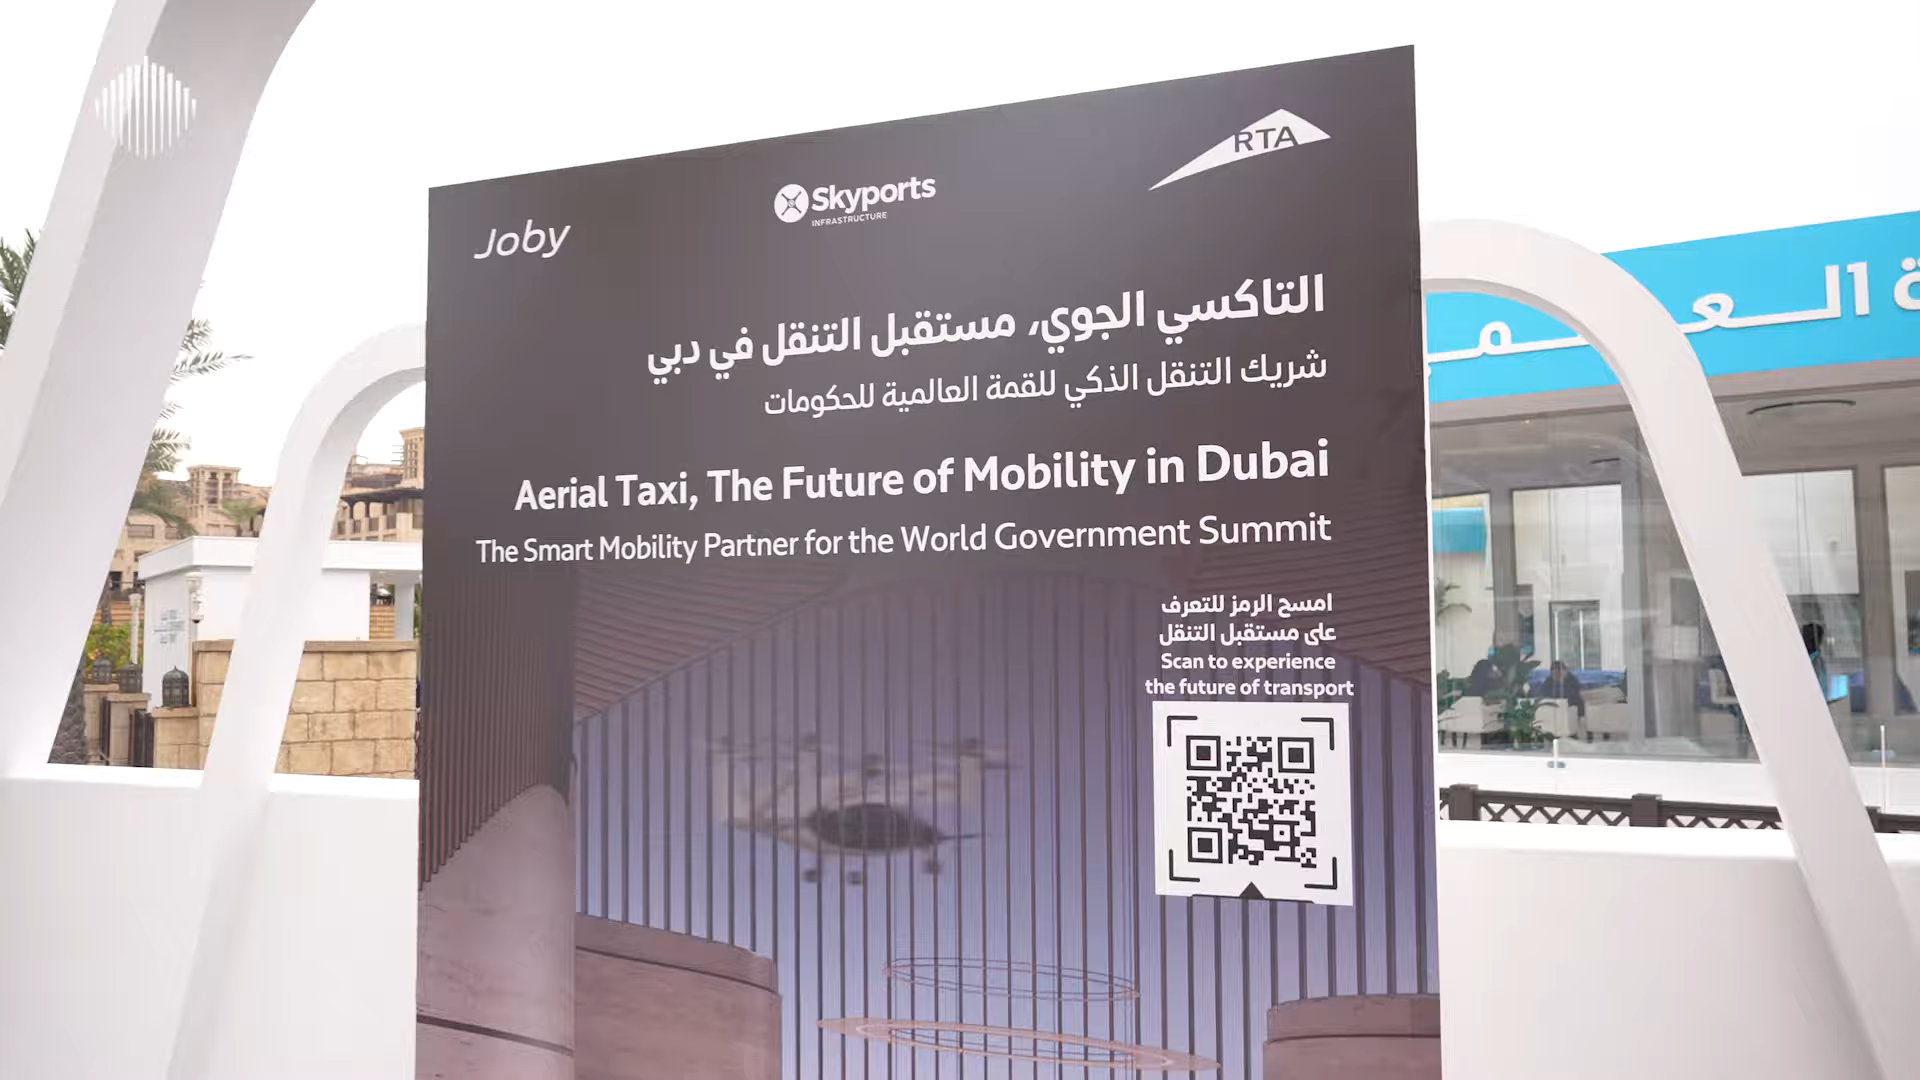 Joby
Skyports
INFRASTRUCTURE
RTA
التاكسي الجوي، مستقبل التنقل في دبي
شريك التنقل الذكي للقمة العالمية للحكومات
Aerial Taxi, The Future of Mobility in Dubai
The Smart Mobility Partner for the World Government Summit
امسح الرمز للتعرف
على مستقبل التنقل
Scan to experience
the future of transport